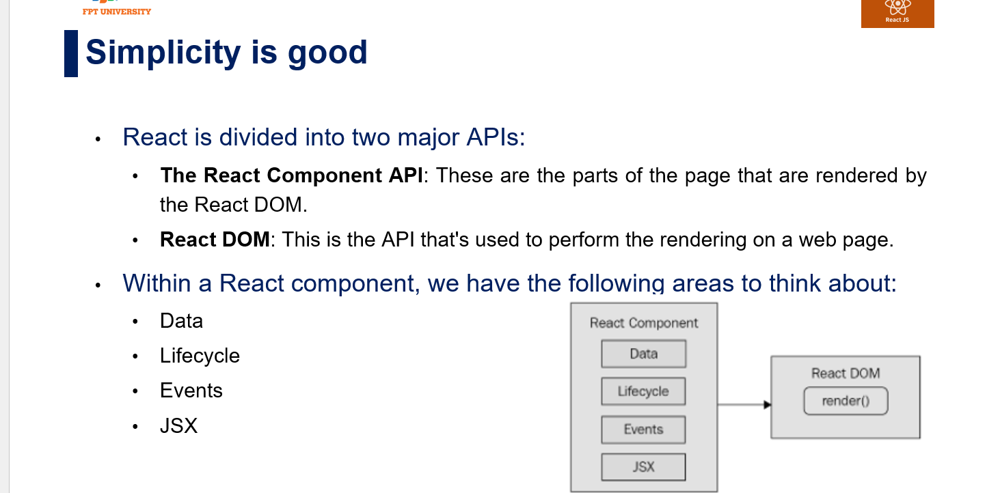 FPT UNIVERSITY
React JS
Simplicity is good
• React is divided into two major APIs:
• The React Component API: These are the parts of the page that are rendered by
the React DOM.
• React DOM: This is the API that's used to perform the rendering on a web page.
• Within a React component, we have the following areas to think about:
• Data
• Lifecycle
• Events
• JSX
React Component
Data
Lifecycle
Events
JSX
React DOM
render()